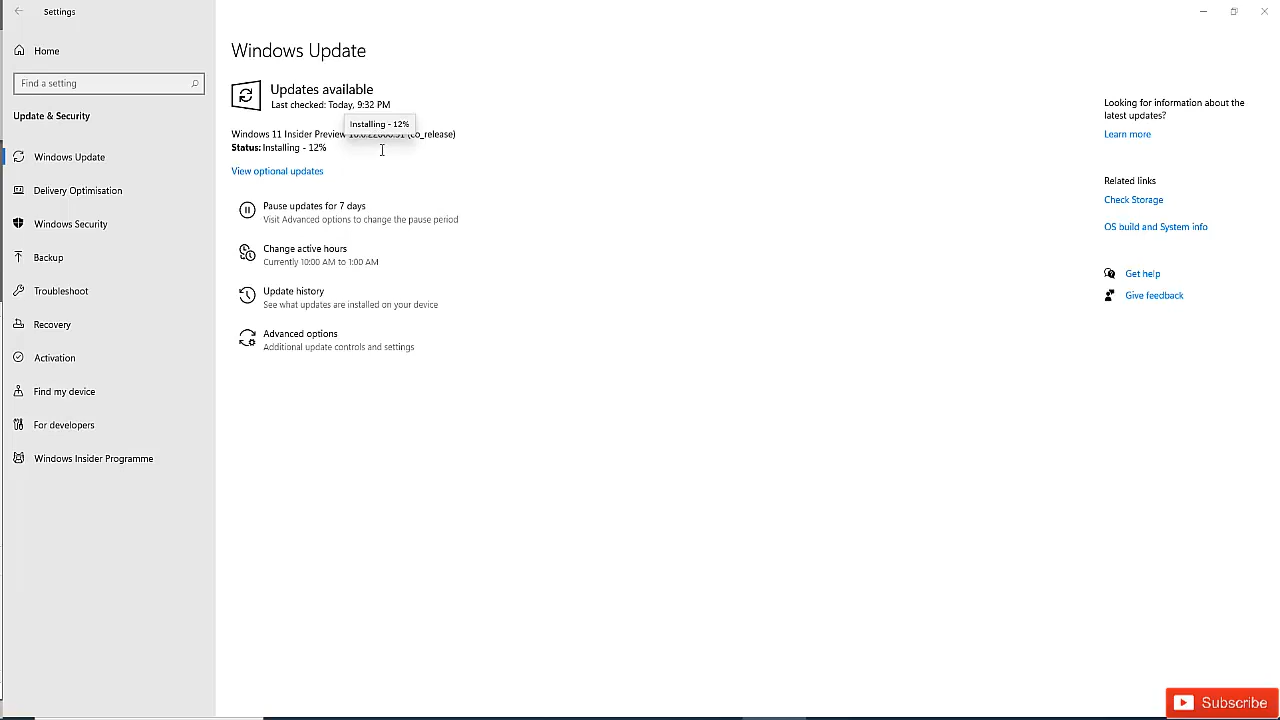 Settings
Home
Find a setting
Update & Security
Windows Update
Delivery Optimisation
Windows Security
Backup
Troubleshoot
Recovery
Activation
Find my device
For developers
Windows Insider Programme
Windows Update
Updates available
Last checked: Today, 9:32 PM
Installing - 12%
Windows 11 Insider Preview (co_release)
Status: Installing - 12%
View optional updates
Pause updates for 7 days
Visit Advanced options to change the pause period
Change active hours
Currently 10:00 AM to 1:00 AM
Update history
See what updates are installed on your device
Advanced options
Additional update controls and settings
Looking for information about the
latest updates?
Learn more
Related links
Check Storage
OS build and System info
Get help
Give feedback
Subscribe